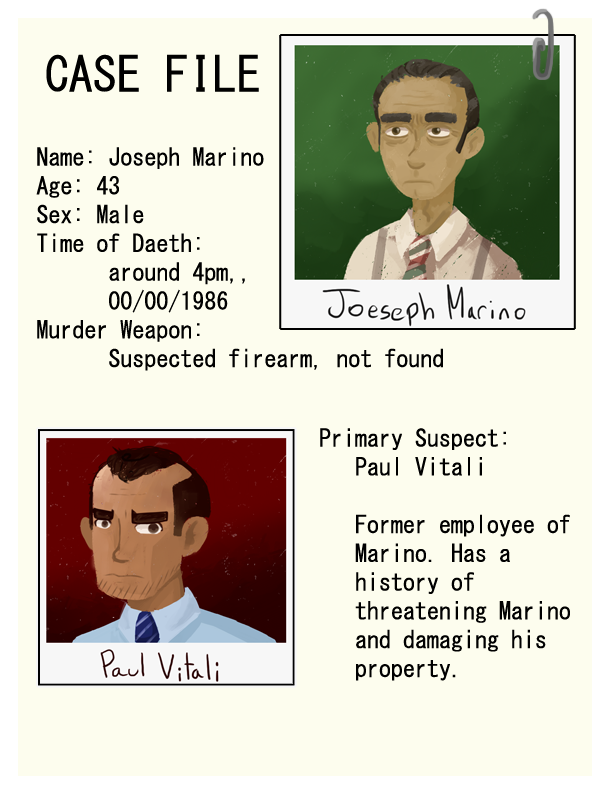 CASE FILE
Name: Joseph Marino
Age: 43
Sex: Male
Time of Daeth:
around 4pm,,
00/00/1986
Murder Weapon:
Suspected firearm, not found
Joeseph Marino
Primary Suspect:
Paul Vitali
Former employee of
Marino. Has a
history of
threatening Marino
and damaging his
property.
Paul Vitali